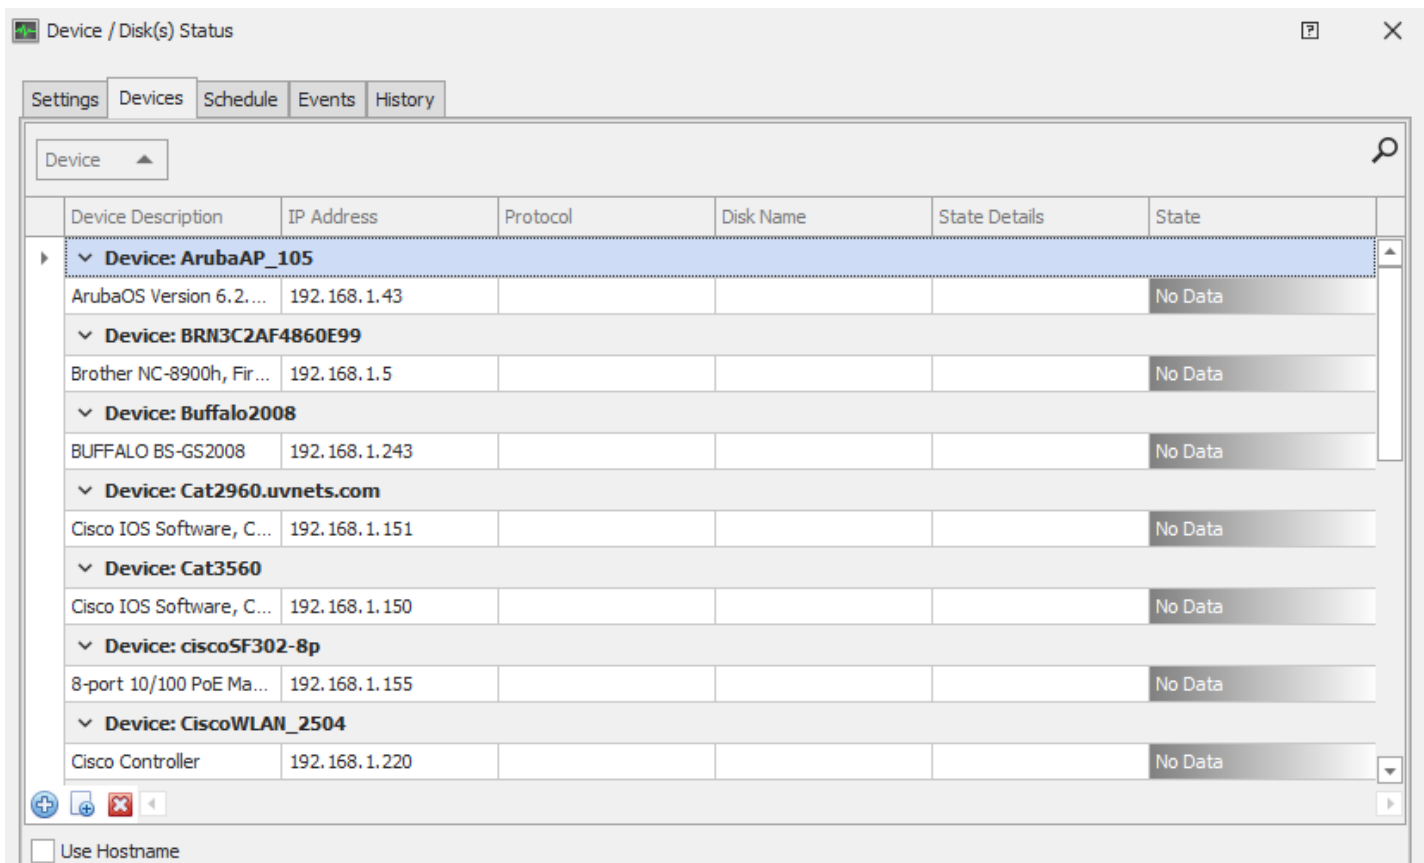 Device / Disk(s) Status
Settings Devices Schedule Events History
Device
Device Description IP Address Protocol Disk Name State Details State
Device: ArubaAP_105
ArubaOS Version 6.2.... 192.168.1.43 No Data
Device: BRN3C2AF4860E99
Brother NC-8900h, Fir... 192.168.1.5 No Data
Device: Buffalo2008
BUFFALO BS-GS2008 192.168.1.243 No Data
Device: Cat2960.uvnets.com
Cisco IOS Software, C... 192.168.1.151 No Data
Device: Cat3560
Cisco IOS Software, C... 192.168.1.150 No Data
Device: ciscoSF302-8p
8-port 10/100 PoE Ma... 192.168.1.155 No Data
Device: CiscoWLAN_2504
Cisco Controller 192.168.1.220 No Data
Use Hostname